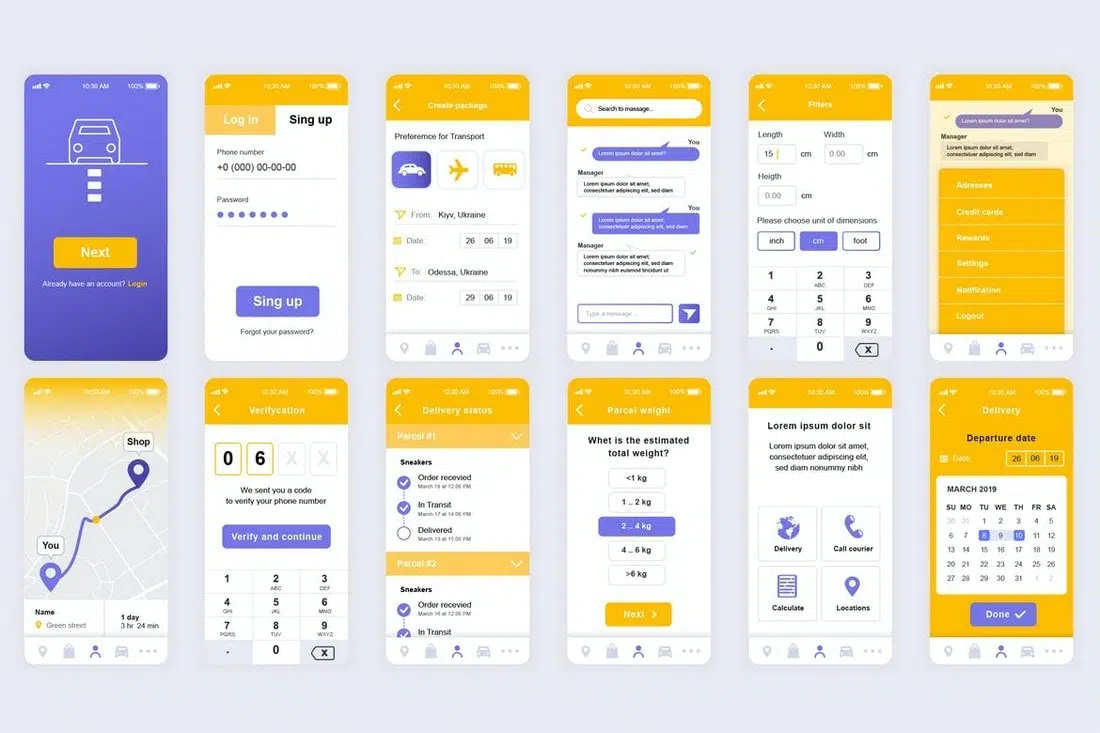 10:30 AM 100%
Next
Already have an account? Login
10:30 AM 100%
Log in Sing up
Phone number
+0 (000) 00-00-00
Password
Sing up
Forgot your password?
10:30 AM 100%
Create package
Preferemce for Transport
From: Kiyv, Ukraine
Date: 26 06 19
To: Odessa, Ukraine
Date: 29 06 19
10:30 AM 100%
Search to massage...
You
Lorem ipsum dolor sit amet?
Manager
Lorem ipsum dolor sit amet,
consectetuer adipiscing elit, sed diam
You
Lorem ipsum dolor sit amet,
consectetuer adipiscing elit, sed diam
Manager
Lorem ipsum dolor sit amet,
consectetuer adipiscing elit, sed diam
nonummy nibh euismod tincidunt ut
Type a message ...
10:30 AM 100%
Filters
Length Width
15 cm 0.00 cm
Heigth
0.00 cm
Please choose unit of dimensions
inch cm foot
1 2 3
ABC DEF
4 5 6
GHI JKL MNO
7 8 9
PQRS TUV WXYZ
. 0 X
10:30 AM 100%
You
Lorem ipsum dolor sit amet?
Manager
Lorem ipsum dolor sit amet,
consectetuer adipiscing elit, sed diam
Adresses
Credit cards
Rewards
Settings
Notification
Logout
10:30 AM 100%
Shop
You
Name
Green street
1 day
3 hr 24 min
10:30 AM 100%
Verifycation
0 6 X X
We sent you a code
to verify your phone number
Verify and continue
1 2 3
ABC DEF
4 5 6
GHI JKL MNO
7 8 9
PQRS TUV WXYZ
. 0 X
10:30 AM 100%
Delivery status
Parcel #1
Sneakers
Order recevied
March 16 at 12:06 PM
In Transit
March 17 at 14:06 PM
Delivered
March 19 at 15:06 PM
Parcel #2
Sneakers
Order recevied
March 16 at 12:06 PM
In Transit
10:30 AM 100%
Parcel weight
Whet is the estimated
total weight?
<1 kg
1 .. 2 kg
2 .. 4 kg
4 .. 6 kg
>6 kg
Next
10:30 AM 100%
Lorem ipsum dolor sit
Lorem ipsum dolor sit amet,
consectetuer adipiscing elit,
sed diam nonummy nibh
Delivery Call courier
Calculate Locations
10:30 AM 100%
Delivery
Departure date
Date: 26 06 19
MARCH 2019
SU MO TU WE TH FR SA
30 31 1 2 3 4 5
6 7 8 9 10 11 12
13 14 15 16 17 18 19
20 21 22 23 24 25 26
27 28 29 30 31 1 2
Done